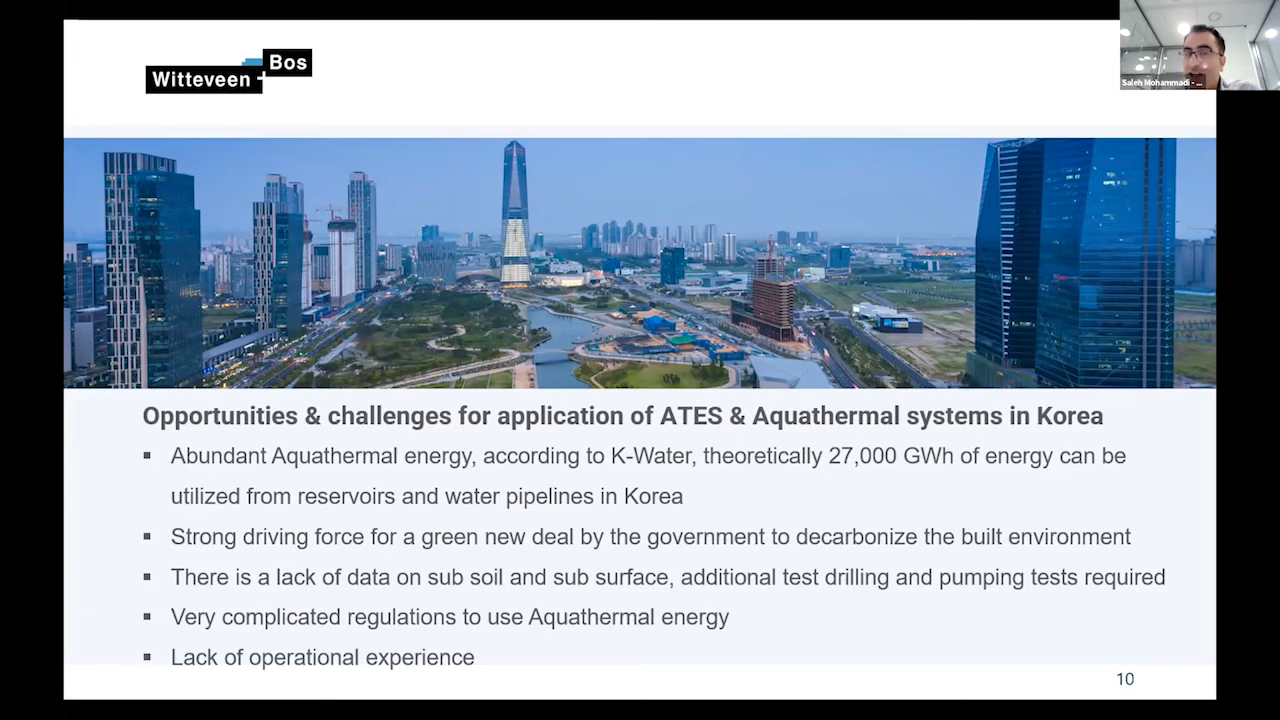 Witteveen + Bos
Saleh Mohammadi - ...
Opportunities & challenges for application of ATES & Aquathermal systems in Korea
▪ Abundant Aquathermal energy, according to K-Water, theoretically 27,000 GWh of energy can be
utilized from reservoirs and water pipelines in Korea
▪ Strong driving force for a green new deal by the government to decarbonize the built environment
▪ There is a lack of data on sub soil and sub surface, additional test drilling and pumping tests required
▪ Very complicated regulations to use Aquathermal energy
▪ Lack of operational experience
10